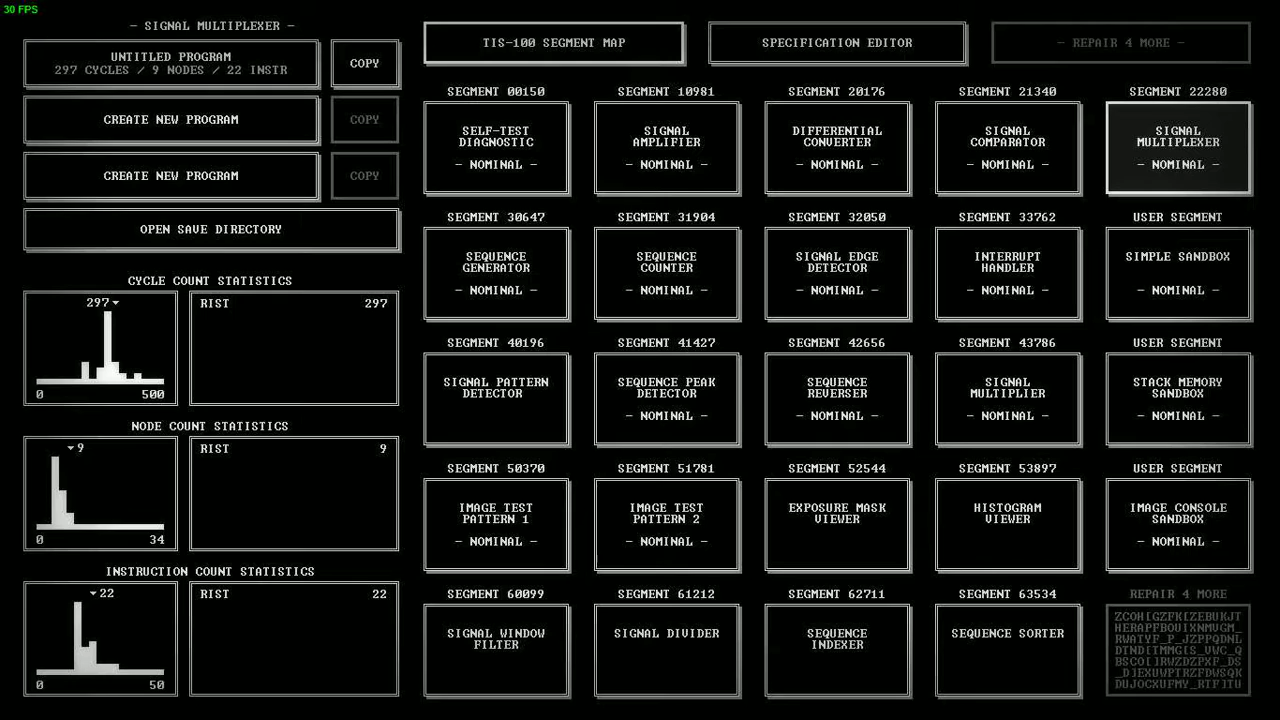 30 FPS
- SIGNAL MULTIPLEXER -
UNTITLED PROGRAM
297 CYCLES / 9 NODES / 22 INSTR
COPY
CREATE NEW PROGRAM
COPY
CREATE NEW PROGRAM
COPY
OPEN SAVE DIRECTORY
CYCLE COUNT STATISTICS
297
0
500
RIST
297
NODE COUNT STATISTICS
9
0
34
RIST
9
INSTRUCTION COUNT STATISTICS
22
0
50
RIST
22
TIS-100 SEGMENT MAP
SPECIFICATION EDITOR
- REPAIR 4 MORE -
SEGMENT 00150
SELF-TEST
DIAGNOSTIC
- NOMINAL -
SEGMENT 10981
SIGNAL
AMPLIFIER
- NOMINAL -
SEGMENT 20176
DIFFERENTIAL
CONVERTER
- NOMINAL -
SEGMENT 21340
SIGNAL
COMPARATOR
- NOMINAL -
SEGMENT 22280
SIGNAL
MULTIPLEXER
- NOMINAL -
SEGMENT 30647
SEQUENCE
GENERATOR
- NOMINAL -
SEGMENT 31904
SEQUENCE
COUNTER
- NOMINAL -
SEGMENT 32050
SIGNAL EDGE
DETECTOR
- NOMINAL -
SEGMENT 33762
INTERRUPT
HANDLER
- NOMINAL -
USER SEGMENT
SIMPLE SANDBOX
- NOMINAL -
SEGMENT 40196
SIGNAL PATTERN
DETECTOR
SEGMENT 41427
SEQUENCE PEAK
DETECTOR
- NOMINAL -
SEGMENT 42656
SEQUENCE
REVERSER
- NOMINAL -
SEGMENT 43786
SIGNAL
MULTIPLIER
- NOMINAL -
USER SEGMENT
STACK MEMORY
SANDBOX
- NOMINAL -
SEGMENT 50370
IMAGE TEST
PATTERN 1
- NOMINAL -
SEGMENT 51781
IMAGE TEST
PATTERN 2
- NOMINAL -
SEGMENT 52544
EXPOSURE MASK
VIEWER
SEGMENT 53897
HISTOGRAM
VIEWER
USER SEGMENT
IMAGE CONSOLE
SANDBOX
- NOMINAL -
SEGMENT 60099
SIGNAL WINDOW
FILTER
SEGMENT 61212
SIGNAL DIVIDER
SEGMENT 62711
SEQUENCE
INDEXER
SEGMENT 63534
SEQUENCE SORTER
REPAIR 4 MORE